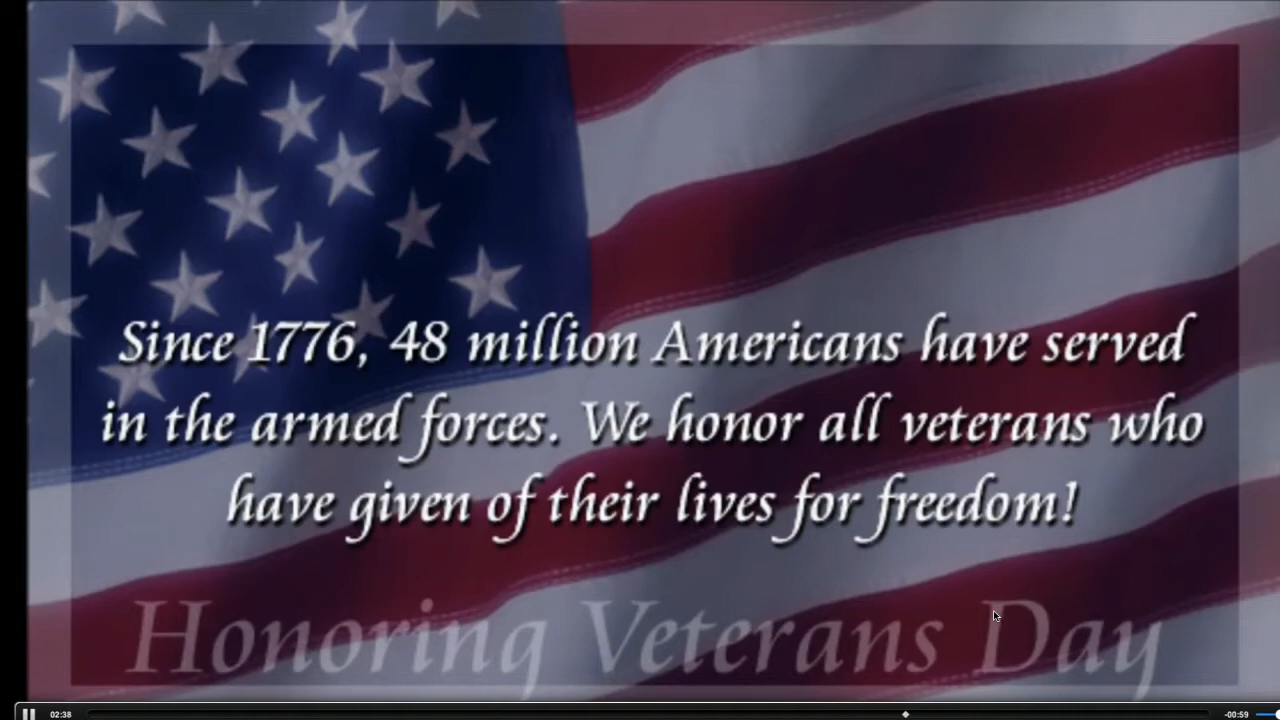 Since 1776, 48 million Americans have served
in the armed forces. We honor all veterans who
have given of their lives for freedom!
Honoring Veterans Day
02:38
-00:59